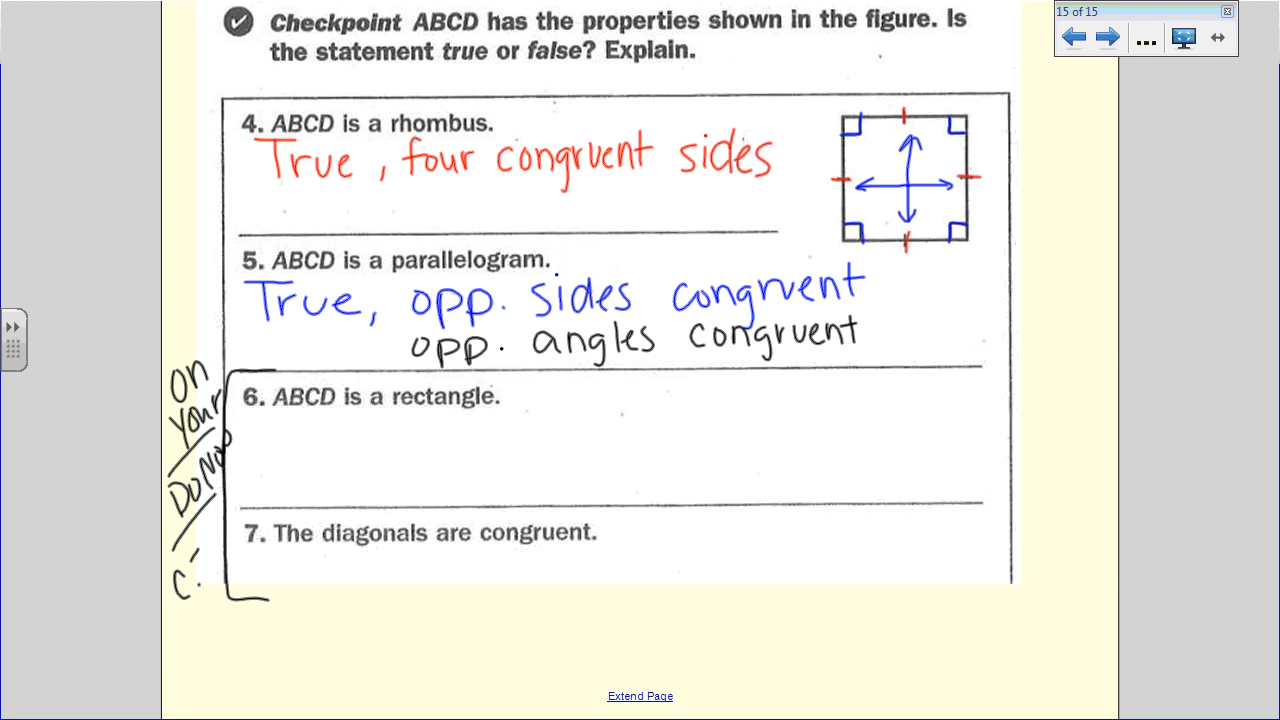 15 of 15
Checkpoint ABCD has the properties shown in the figure. Is
the statement true or false? Explain.
4. ABCD is a rhombus.
True, four congruent sides
5. ABCD is a parallelogram.
True, opp. sides congruent
opp. angles congruent
On
Your
Do Now
6. ABCD is a rectangle.
7. The diagonals are congruent.
Extend Page